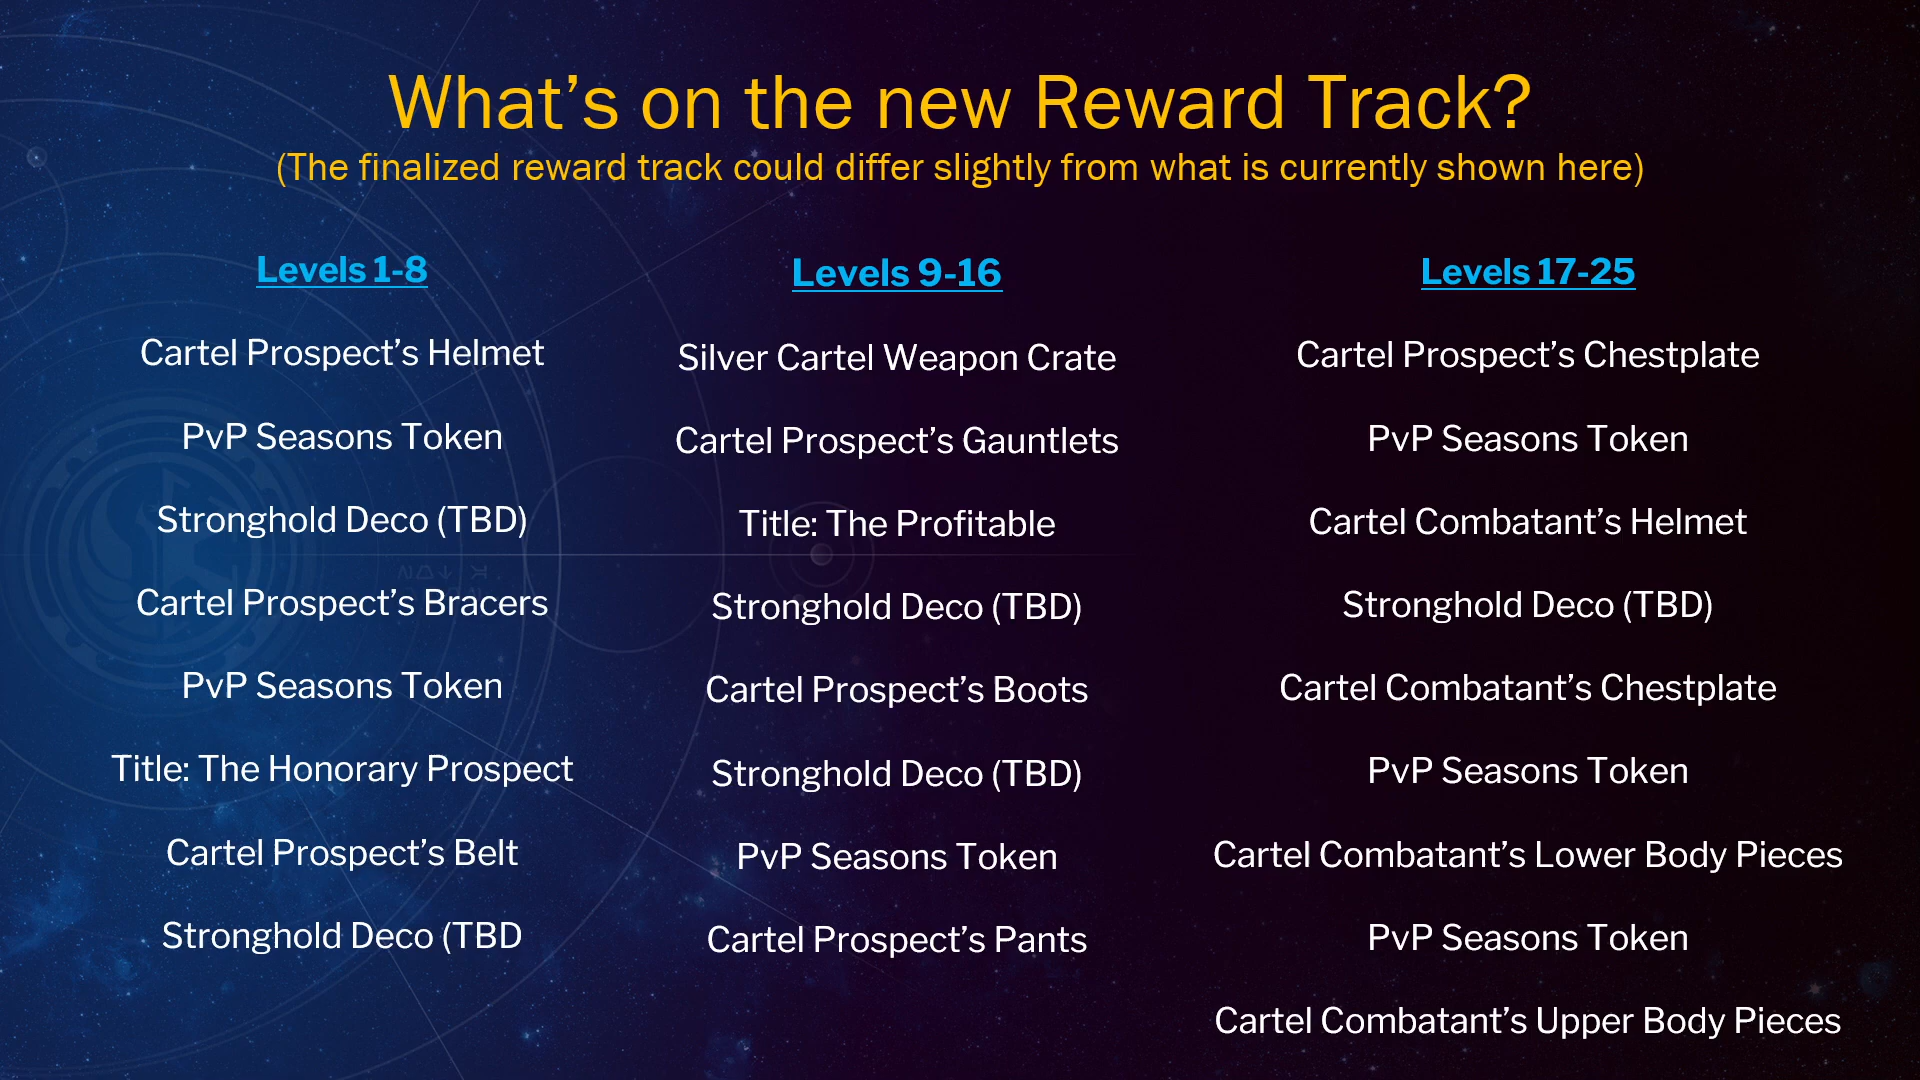 What’s on the new Reward Track?
(The finalized reward track could differ slightly from what is currently shown here)
Levels 1-8
Cartel Prospect’s Helmet
PvP Seasons Token
Stronghold Deco (TBD)
Cartel Prospect’s Bracers
PvP Seasons Token
Title: The Honorary Prospect
Cartel Prospect’s Belt
Stronghold Deco (TBD
Levels 9-16
Silver Cartel Weapon Crate
Cartel Prospect’s Gauntlets
Title: The Profitable
Stronghold Deco (TBD)
Cartel Prospect’s Boots
Stronghold Deco (TBD)
PvP Seasons Token
Cartel Prospect’s Pants
Levels 17-25
Cartel Prospect’s Chestplate
PvP Seasons Token
Cartel Combatant’s Helmet
Stronghold Deco (TBD)
Cartel Combatant’s Chestplate
PvP Seasons Token
Cartel Combatant’s Lower Body Pieces
PvP Seasons Token
Cartel Combatant’s Upper Body Pieces